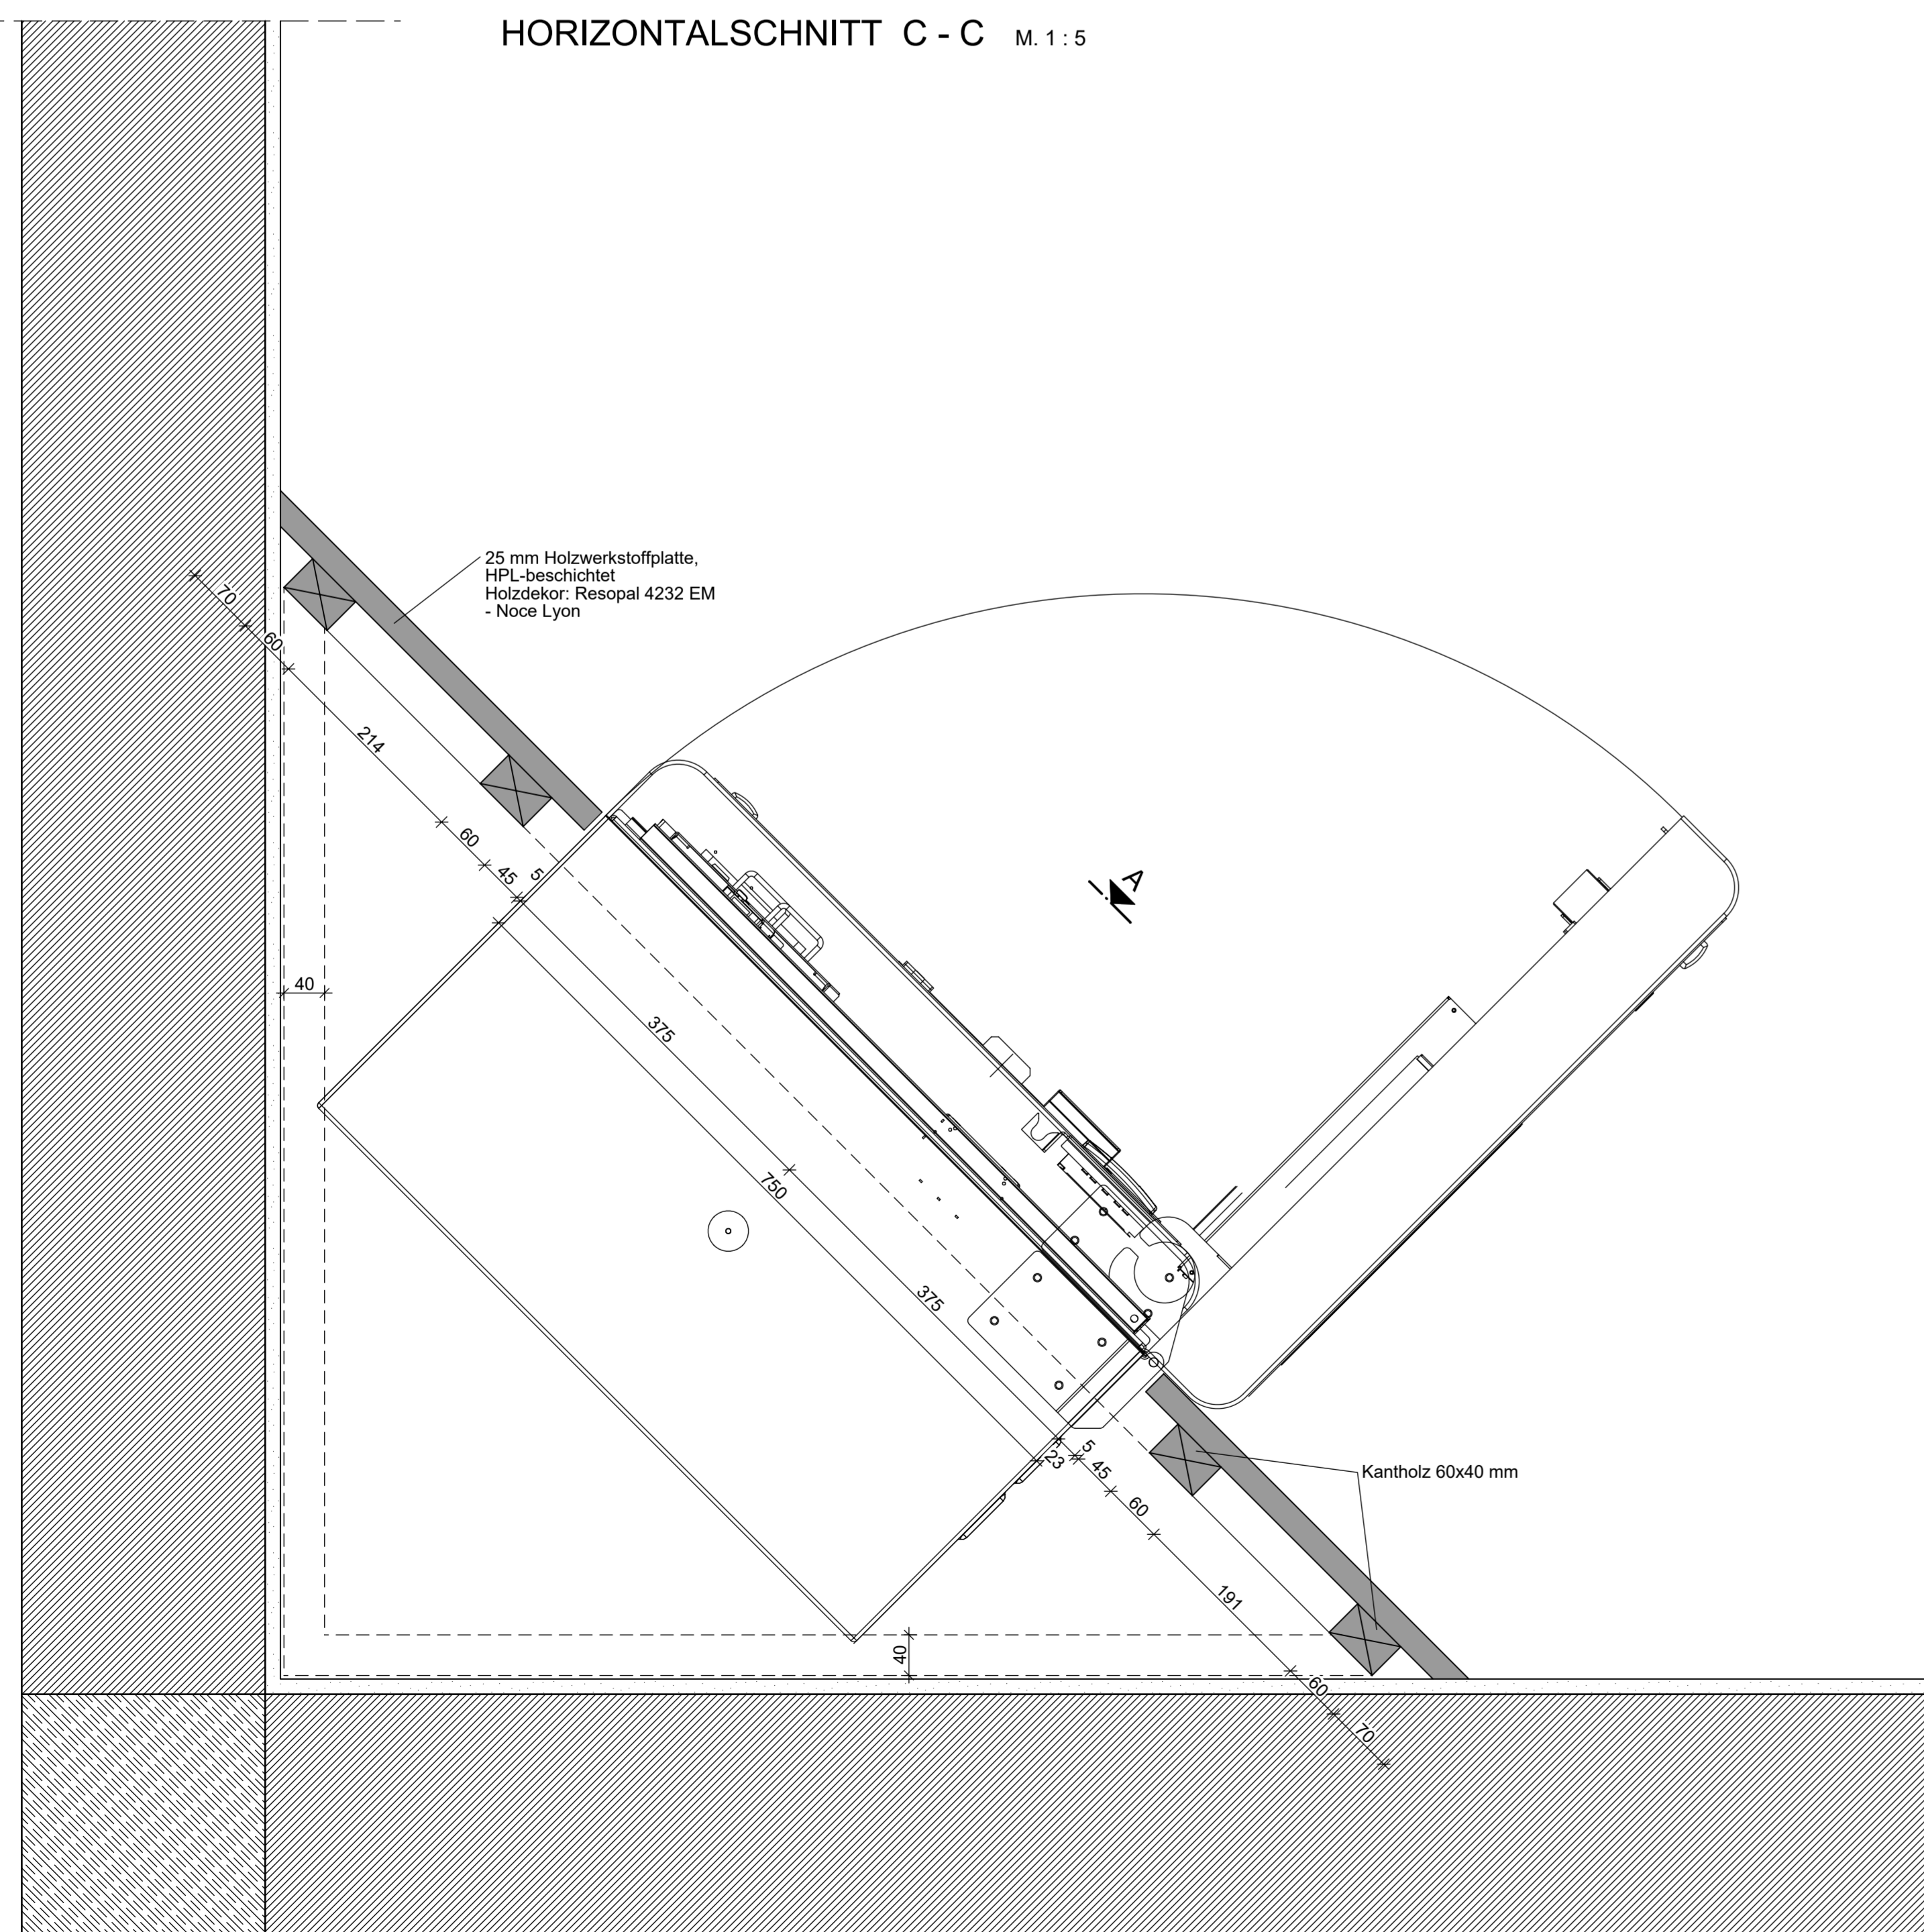 HORIZONTALSCHNITT C - C M. 1 : 5
25 mm Holzwerkstoffplatte,
HPL-beschichtet
Holzdekor: Resopal 4232 EM
- Noce Lyon
70
60
214
60
45
5
A
40
375
750
375
5
23
45
60
Kantholz 60x40 mm
191
40
60
70